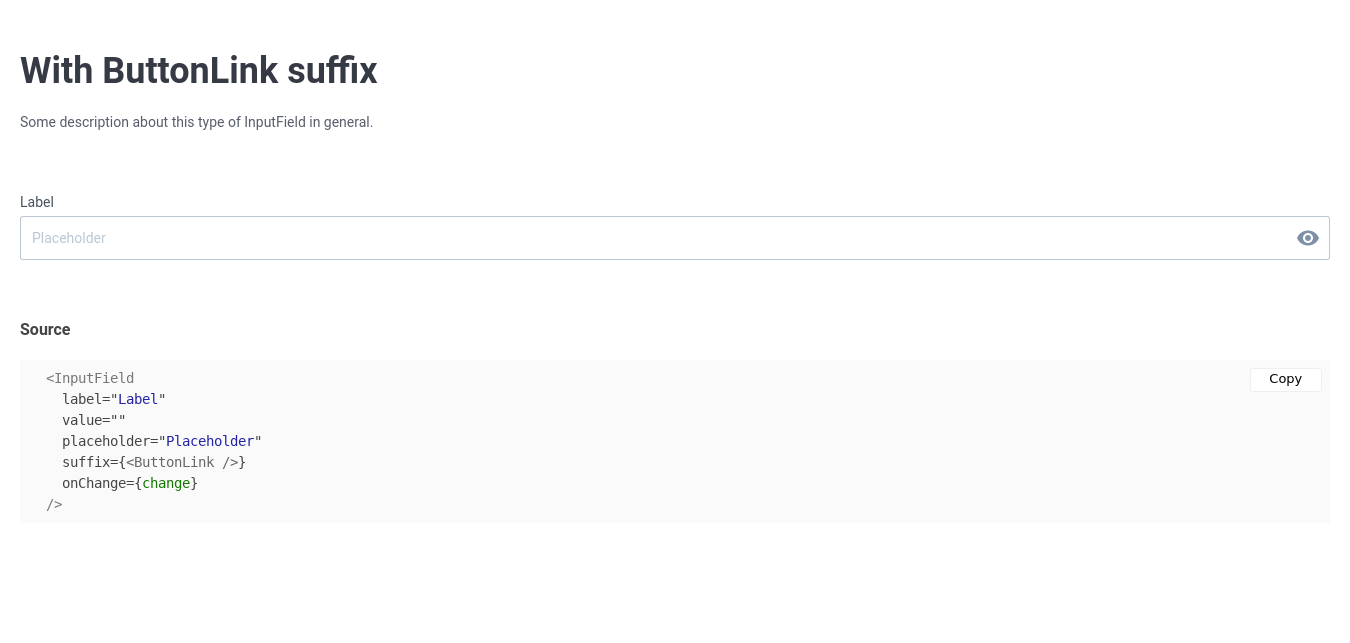 With ButtonLink suffix
Some description about this type of InputField in general.
Label
Placeholder
Source
<InputField
  label="Label"
  value=""
  placeholder="Placeholder"
  suffix={<ButtonLink />}
  onChange={change}
/>
Copy